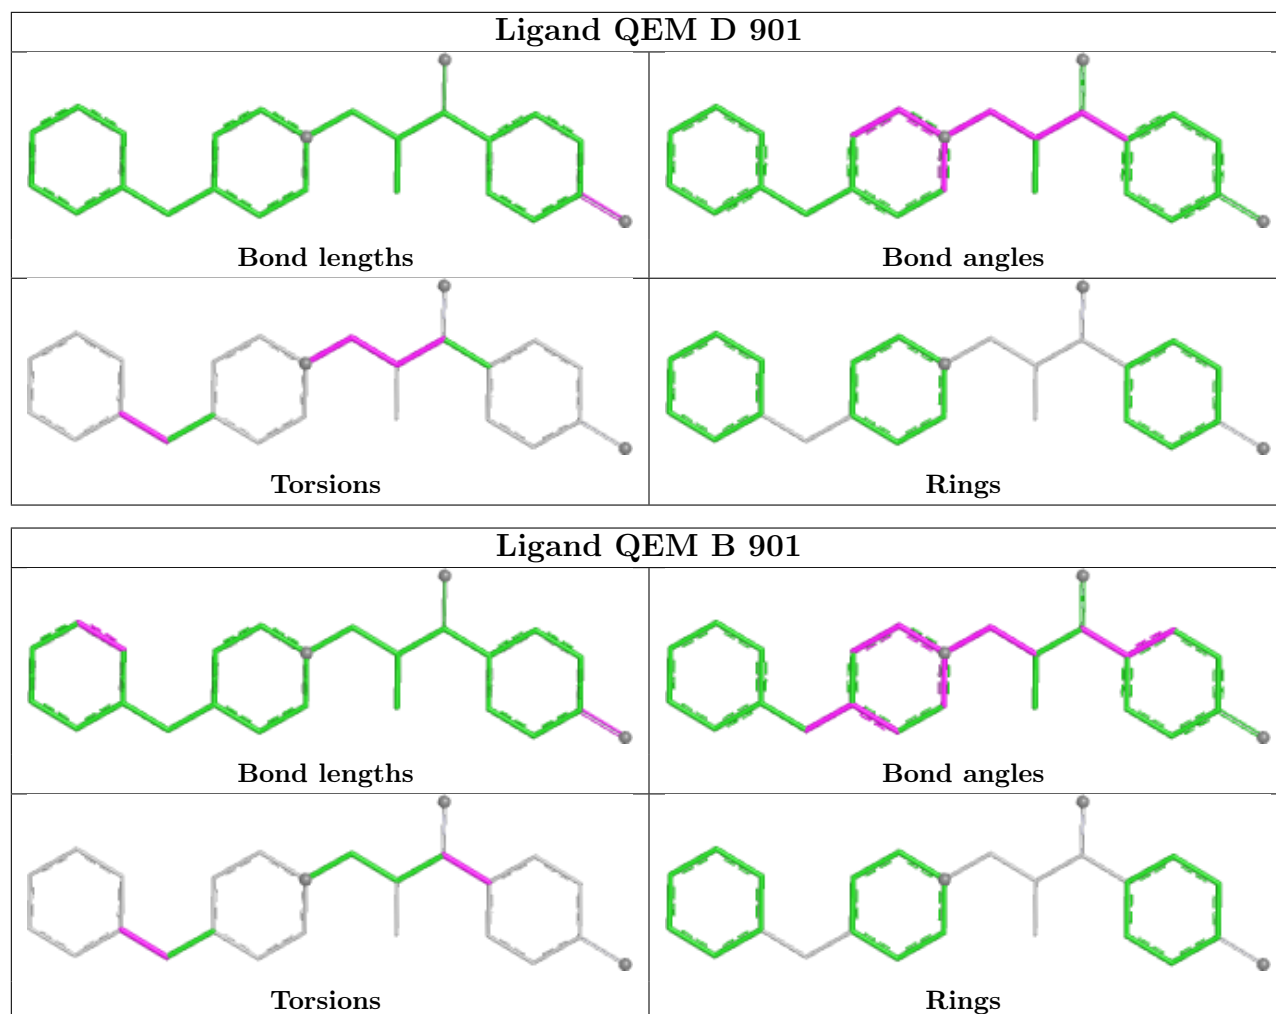 Ligand QEM D 901
Bond lengths
Bond angles
Torsions
Rings
Ligand QEM B 901
Bond lengths
Bond angles
Torsions
Rings